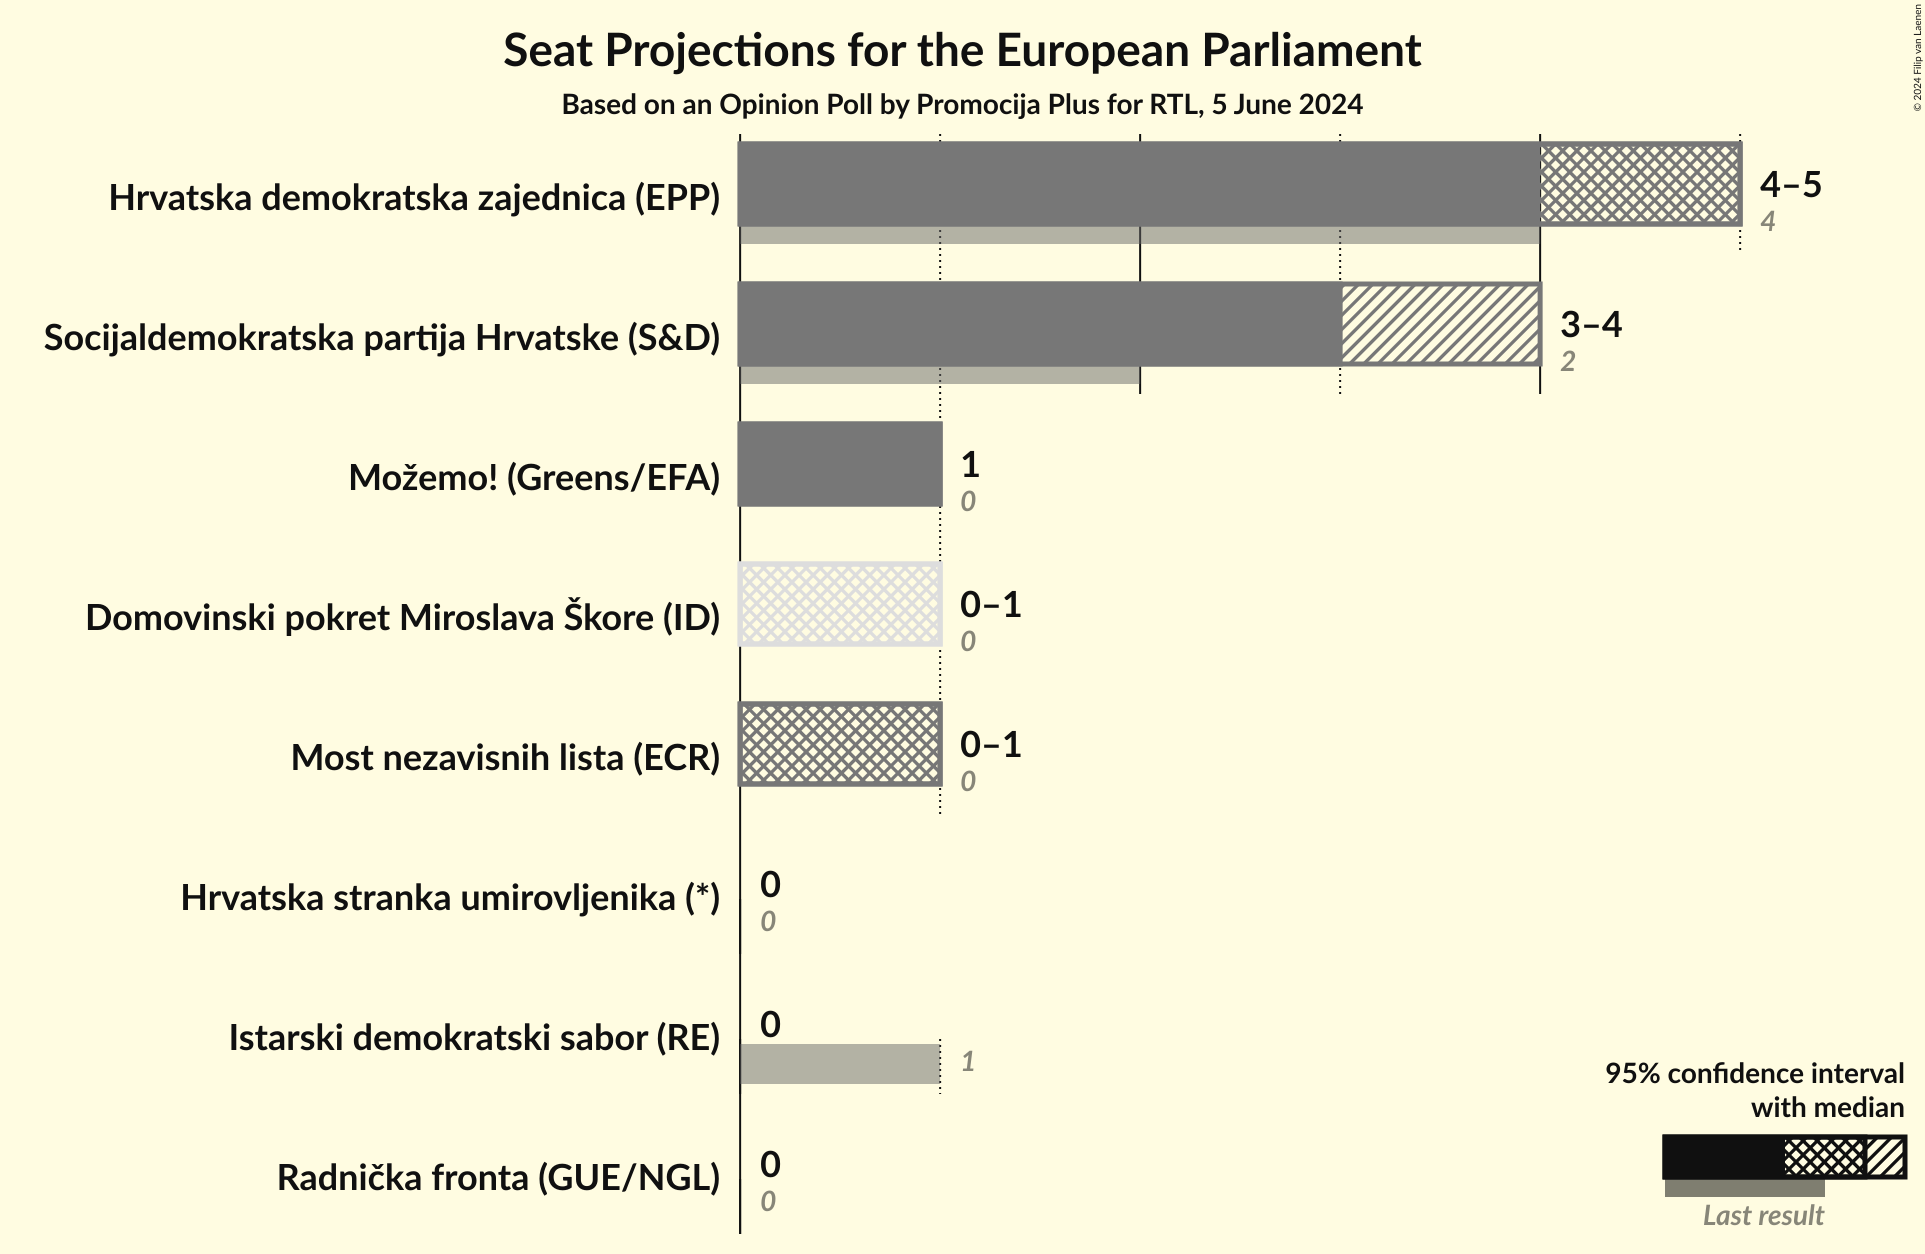 Seat Projections for the European Parliament
Based on an Opinion Poll by Promocija Plus for RTL, 5 June 2024
© 2024 Filip van Laenen
Hrvatska demokratska zajednica (EPP)
4–5
4
Socijaldemokratska partija Hrvatske (S&D)
3–4
2
Možemo! (Greens/EFA)
1
0
Domovinski pokret Miroslava Škore (ID)
0–1
0
Most nezavisnih lista (ECR)
0–1
0
Hrvatska stranka umirovljenika (*)
0
0
Istarski demokratski sabor (RE)
0
1
Radnička fronta (GUE/NGL)
0
0
95% confidence interval
with median
Last result